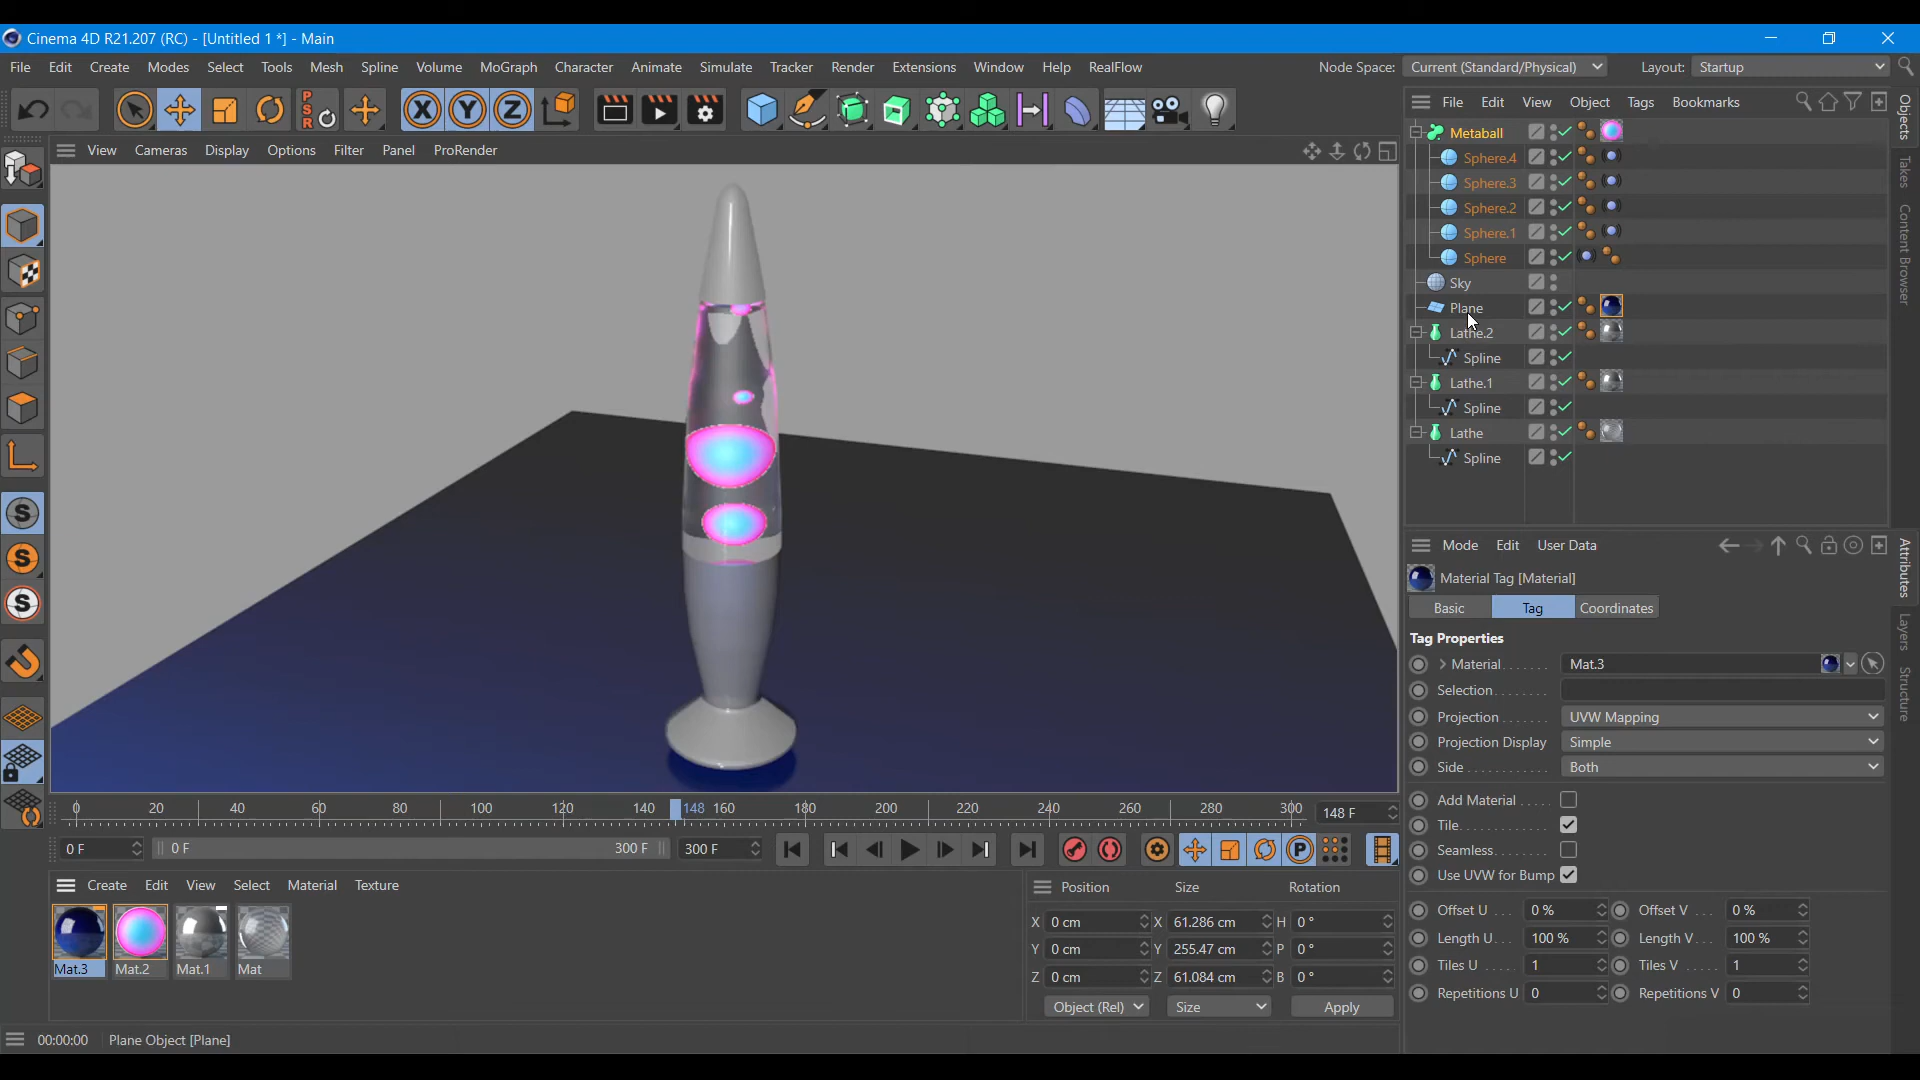 Cinema 4D R21.207 (RC) - [Untitled 1 *] - Main
File Edit Create Modes Select Tools Mesh Spline Volume MoGraph Character Animate Simulate Tracker Render Extensions Window Help RealFlow Node Space: Current (Standard/Physical) Layout: Startup
PSR X Y Z
File Edit View Object Tags Bookmarks
View Cameras Display Options Filter Panel ProRender
Metaball
Sphere.4
Sphere.3
Sphere.2
Sphere.1
Sphere
Sky
Plane
Lathe.2
Spline
Lathe.1
Spline
Lathe
Spline
Objects
Takes
Content Browser
S
S
S
Mode Edit User Data
Material Tag [Material]
Basic Tag Coordinates
Tag Properties
Material Mat.3
Selection
Projection UVW Mapping
Projection Display Simple
Side Both
Add Material
Tile
Seamless
Use UVW for Bump
Offset U 0 % Offset V 0 %
Length U 100 % Length V 100 %
Tiles U 1 Tiles V 1
Repetitions U 0 Repetitions V 0
Attributes
Layers
Structure
0 20 40 60 80 100 120 140 148 160 180 200 220 240 260 280 300 148 F
0 F 0 F 300 F 300 F P
Create Edit View Select Material Texture
Mat.3 Mat.2 Mat.1 Mat
Position Size Rotation
X 0 cm X 61.286 cm H 0 °
Y 0 cm Y 255.47 cm P 0 °
Z 0 cm Z 61.084 cm B 0 °
Object (Rel) Size Apply
00:00:00 Plane Object [Plane]